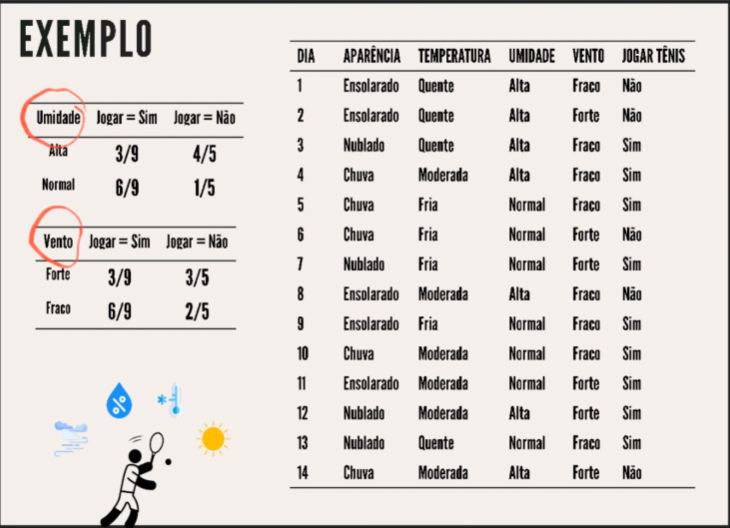 EXEMPLO
Umidade Jogar = Sim Jogar = Não
Alta 3/9 4/5
Normal 6/9 1/5
Vento Jogar = Sim Jogar = Não
Forte 3/9 3/5
Fraco 6/9 2/5
%
DIA APARÊNCIA TEMPERATURA UMIDADE VENTO JOGAR TÊNIS
1 Ensolarado Quente Alta Fraco Não
2 Ensolarado Quente Alta Forte Não
3 Nublado Quente Alta Fraco Sim
4 Chuva Moderada Alta Fraco Sim
5 Chuva Fria Normal Fraco Sim
6 Chuva Fria Normal Forte Não
7 Nublado Fria Normal Forte Sim
8 Ensolarado Moderada Alta Fraco Não
9 Ensolarado Fria Normal Fraco Sim
10 Chuva Moderada Normal Fraco Sim
11 Ensolarado Moderada Normal Forte Sim
12 Nublado Moderada Alta Forte Sim
13 Nublado Quente Normal Fraco Sim
14 Chuva Moderada Alta Forte Não